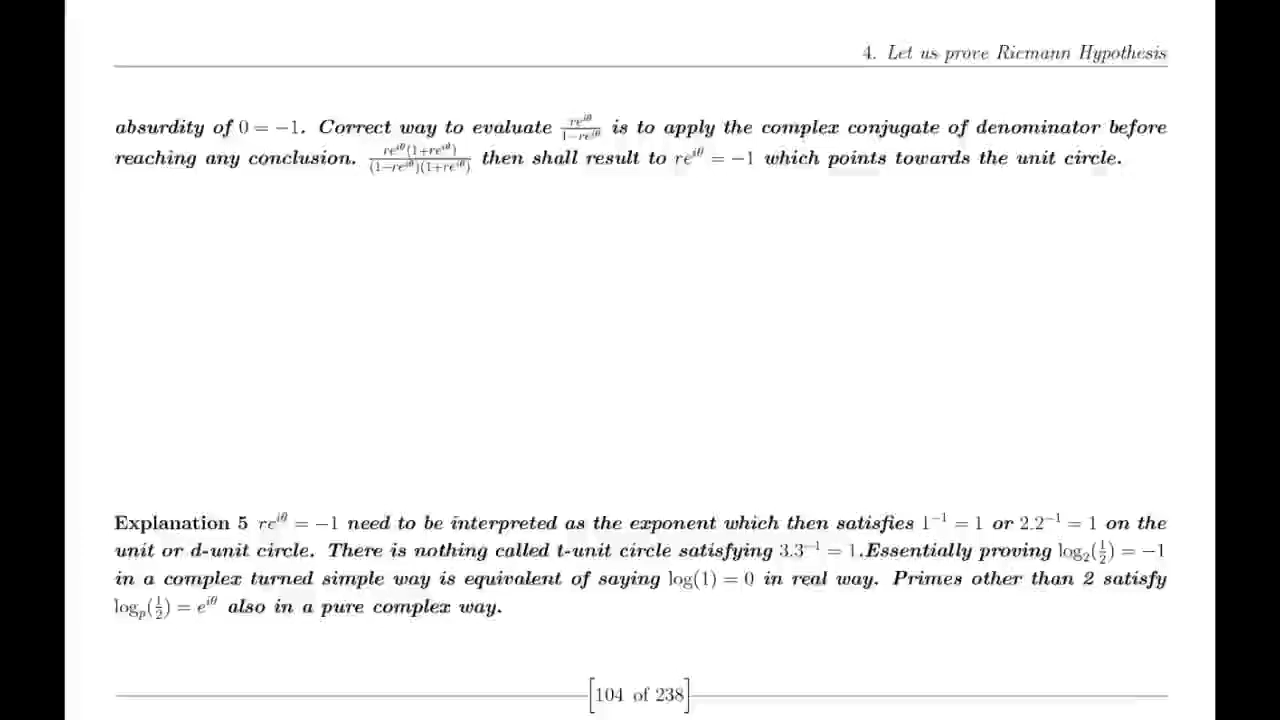 4. Let us prove Riemann Hypothesis
absurdity of 0 = −1. Correct way to evaluate re^{iθ}/(1−re^{iθ}) is to apply the complex conjugate of denominator before
reaching any conclusion. re^{iθ}(1+re^{iθ})/((1−re^{iθ})(1+re^{iθ})) then shall result to re^{iθ} = −1 which points towards the unit circle.
Explanation 5 re^{iθ} = −1 need to be interpreted as the exponent which then satisfies 1^{−1} = 1 or 2.2^{−1} = 1 on the
unit or d-unit circle. There is nothing called t-unit circle satisfying 3.3^{−1} = 1.Essentially proving log₂(1/2) = −1
in a complex turned simple way is equivalent of saying log(1) = 0 in real way. Primes other than 2 satisfy
log_p(1/2) = e^{iθ} also in a pure complex way.
[104 of 238]